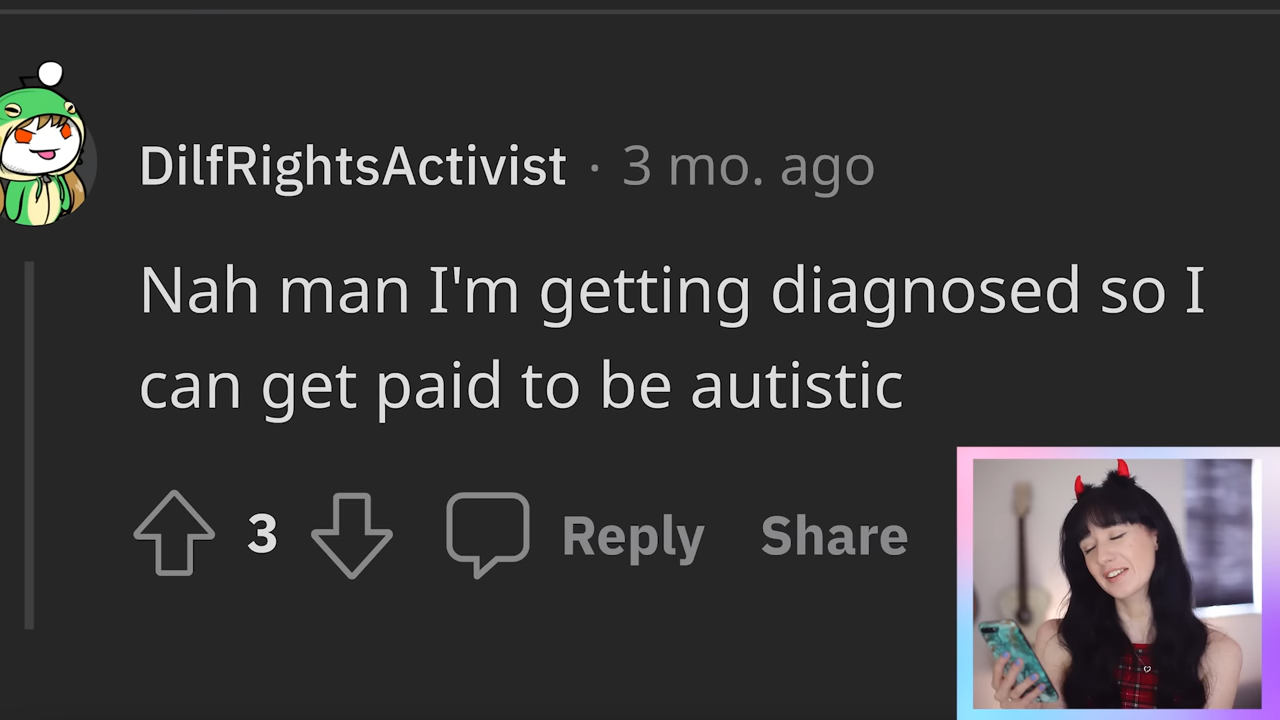 DilfRightsActivist · 3 mo. ago
Nah man I'm getting diagnosed so I
can get paid to be autistic
3 Reply Share